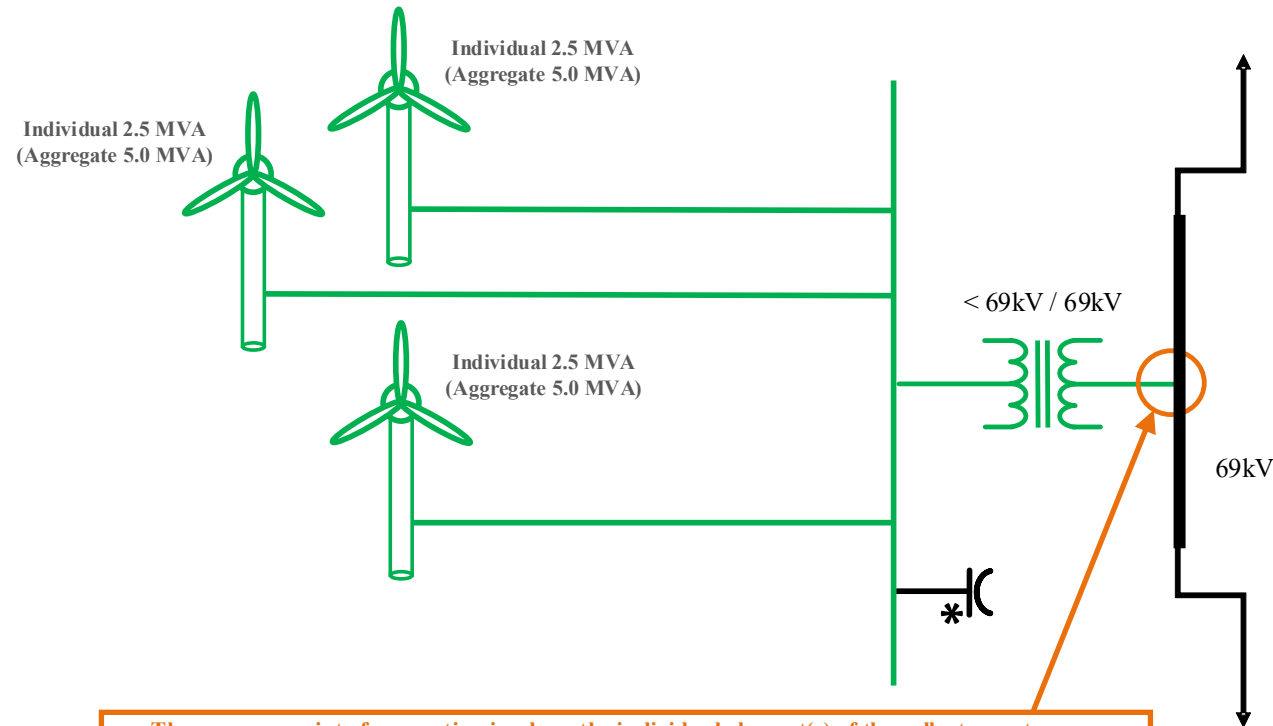 Individual 2.5 MVA
(Aggregate 5.0 MVA)
Individual 2.5 MVA
(Aggregate 5.0 MVA)
< 69kV / 69kV
Individual 2.5 MVA
(Aggregate 5.0 MVA)
69kV
*